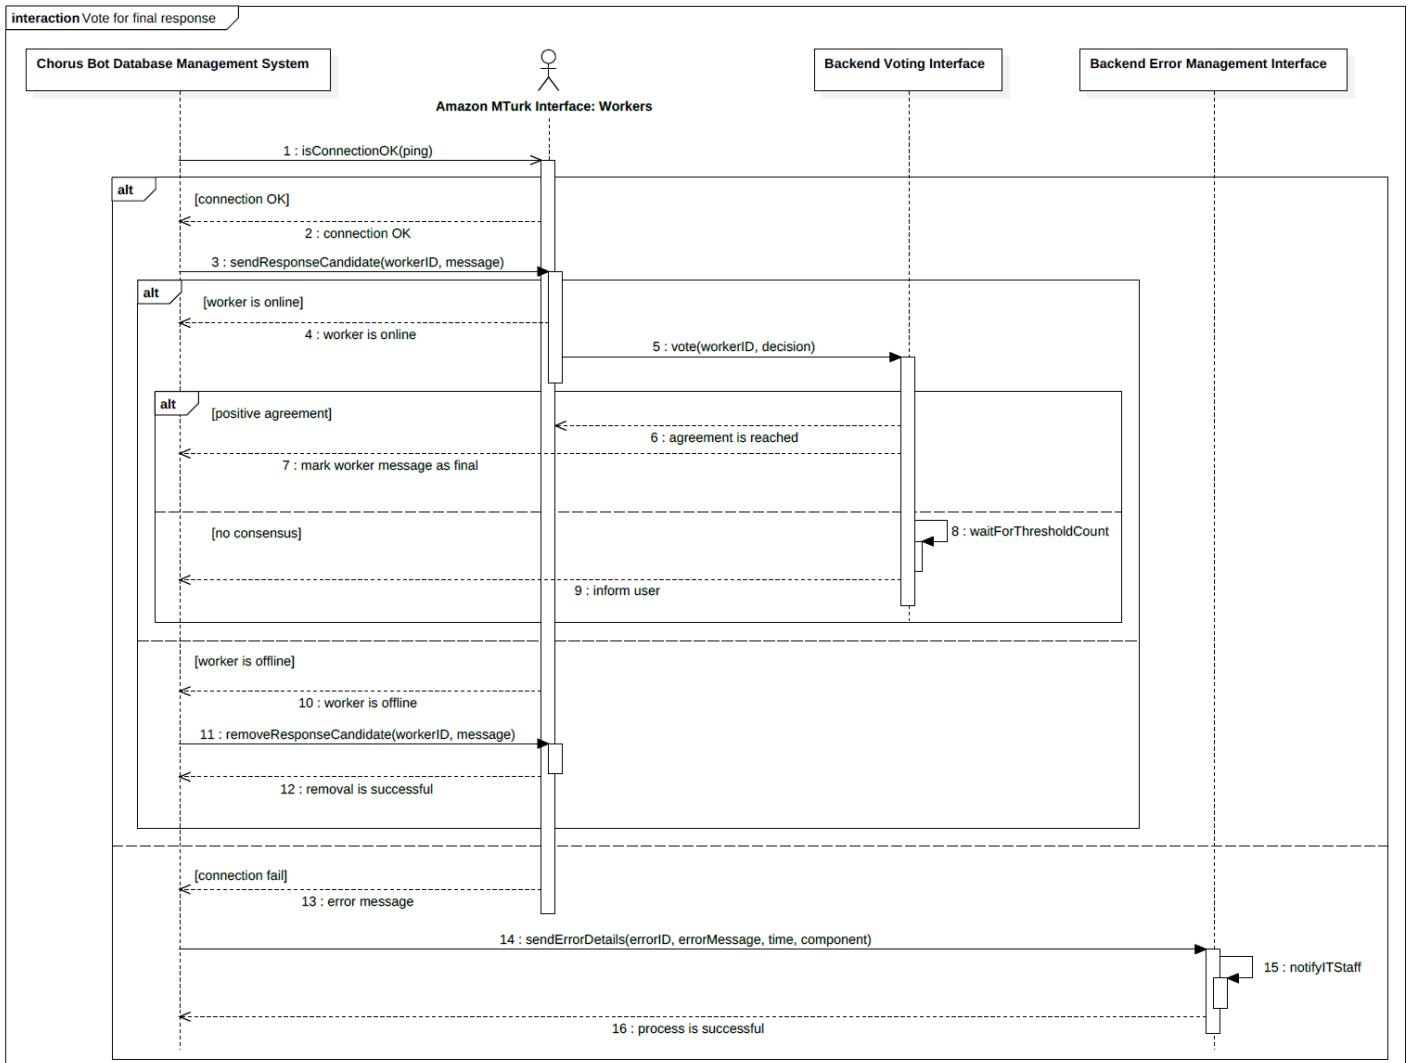 interaction Vote for final response
Chorus Bot Database Management System
Amazon MTurk Interface: Workers
Backend Voting Interface
Backend Error Management Interface
1 : isConnectionOK(ping)
alt
[connection OK]
2 : connection OK
3 : sendResponseCandidate(workerID, message)
alt
[worker is online]
4 : worker is online
5 : vote(workerID, decision)
alt
[positive agreement]
6 : agreement is reached
7 : mark worker message as final
[no consensus]
8 : waitForThresholdCount
9 : inform user
[worker is offline]
10 : worker is offline
11 : removeResponseCandidate(workerID, message)
12 : removal is successful
[connection fail]
13 : error message
14 : sendErrorDetails(errorID, errorMessage, time, component)
15 : notifyITStaff
16 : process is successful